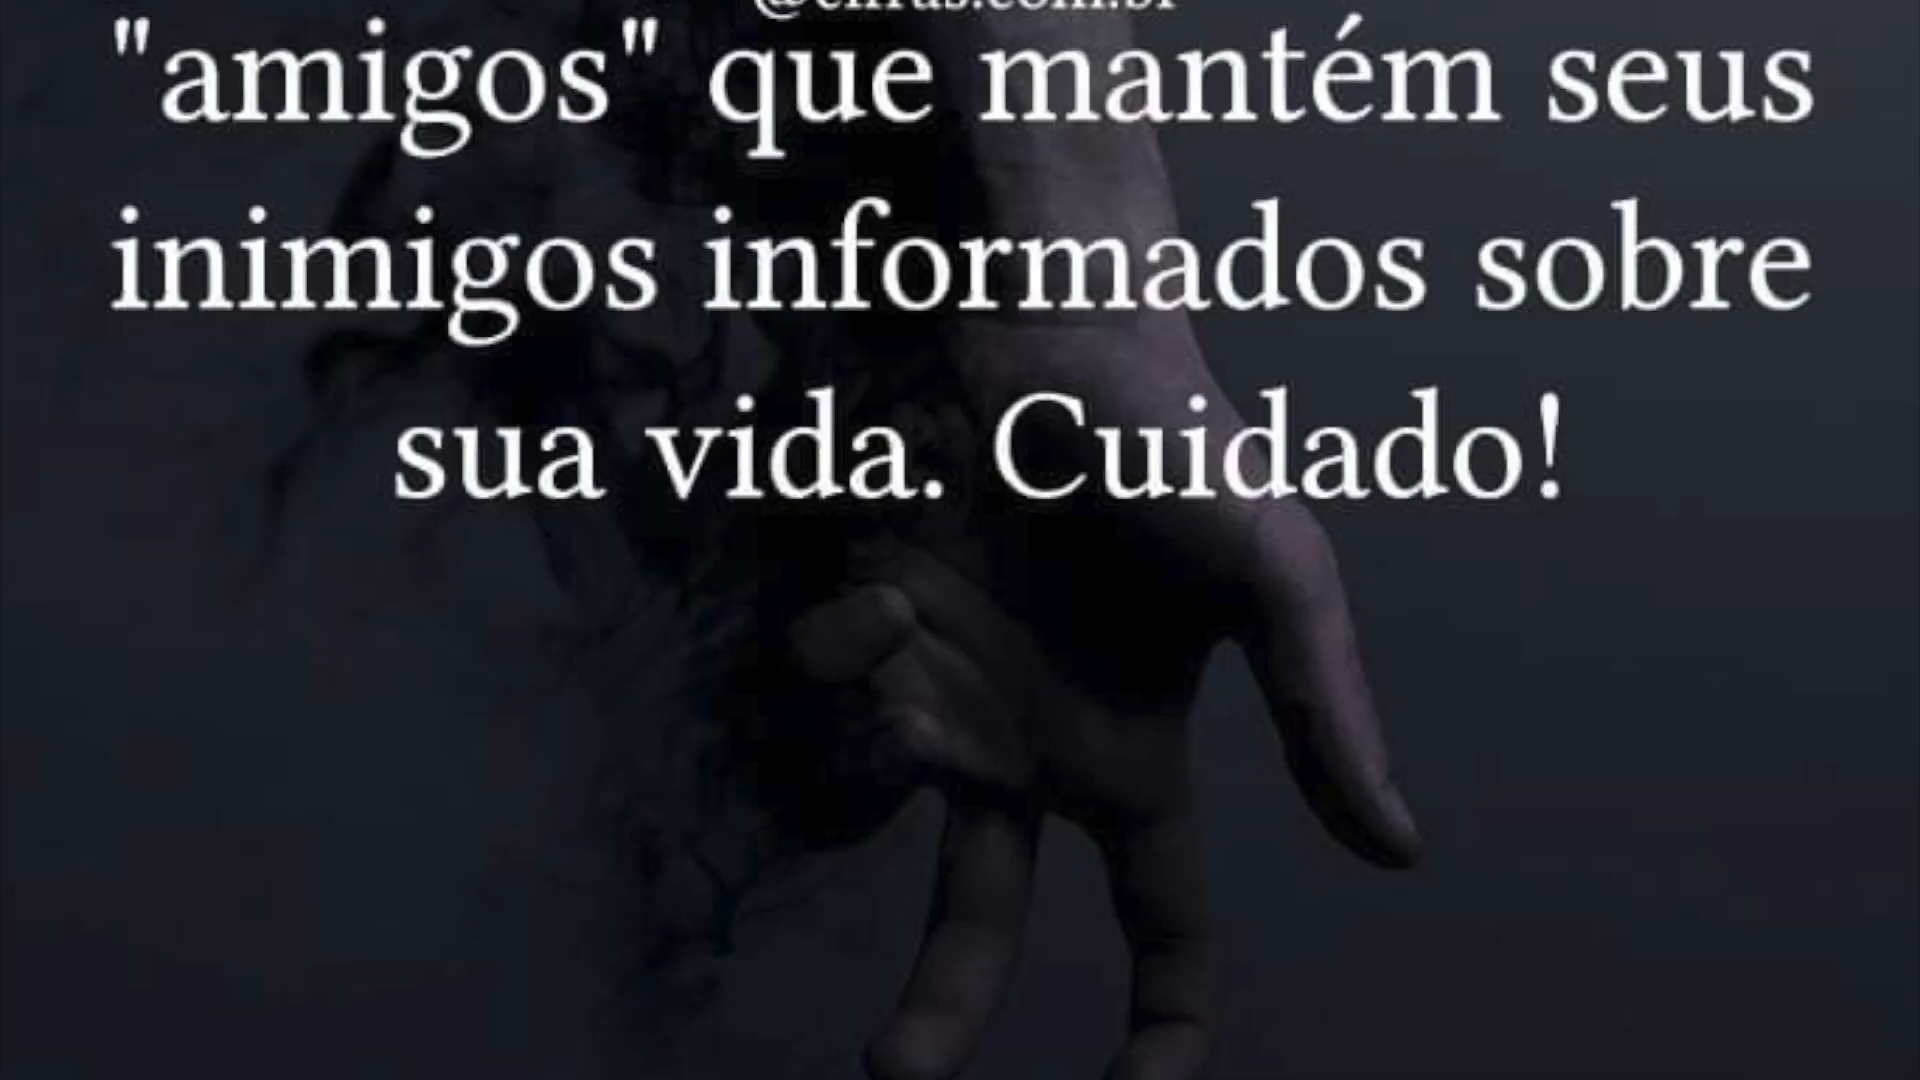 "amigos" que mantém seus
inimigos informados sobre
sua vida. Cuidado!